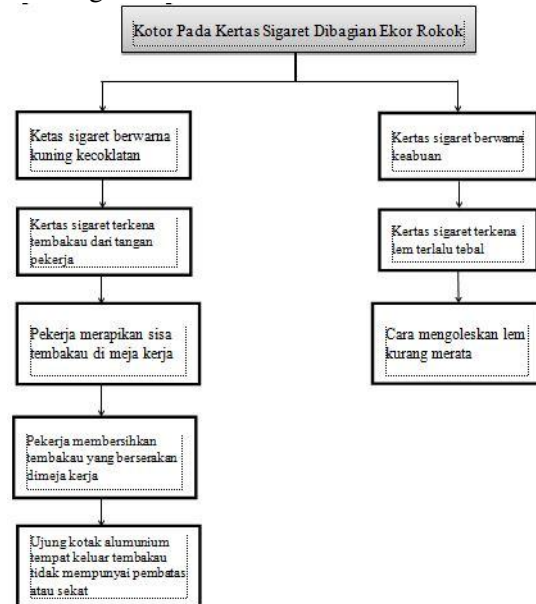 Kotor Pada Kertas Sigaret Dibagian Ekor Rokok
Ketas sigaret berwarna
kuning kecoklatan
Kertas sigaret terkena
tembakau dari tangan
pekerja
Pekerja merapikan sisa
tembakau di meja kerja
Pekerja membersihkan
tembakau yang berserakan
dimeja kerja
Ujung kotak alumunium
tempat keluar tembakau
tidak mempunyai pembatas
atau sekat
Kertas sigaret berwarna
keabuan
Kertas sigaret terkena
lem terlalu tebal
Cara mengoleskan lem
kurang merata